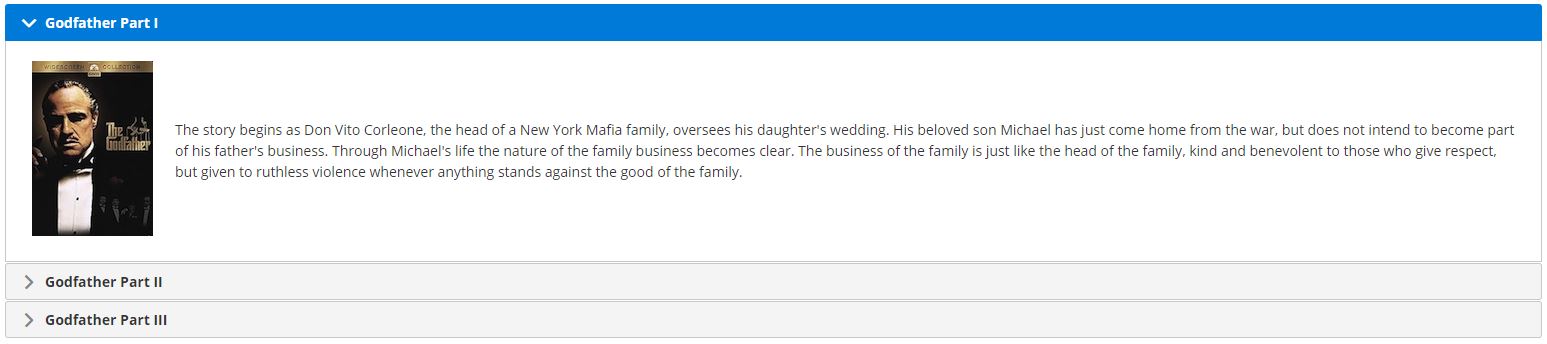 Godfather Part I
WIDESCREEN COLLECTION
The
Godfather
The story begins as Don Vito Corleone, the head of a New York Mafia family, oversees his daughter's wedding. His beloved son Michael has just come home from the war, but does not intend to become part
of his father's business. Through Michael's life the nature of the family business becomes clear. The business of the family is just like the head of the family, kind and benevolent to those who give respect,
but given to ruthless violence whenever anything stands against the good of the family.
Godfather Part II
Godfather Part III